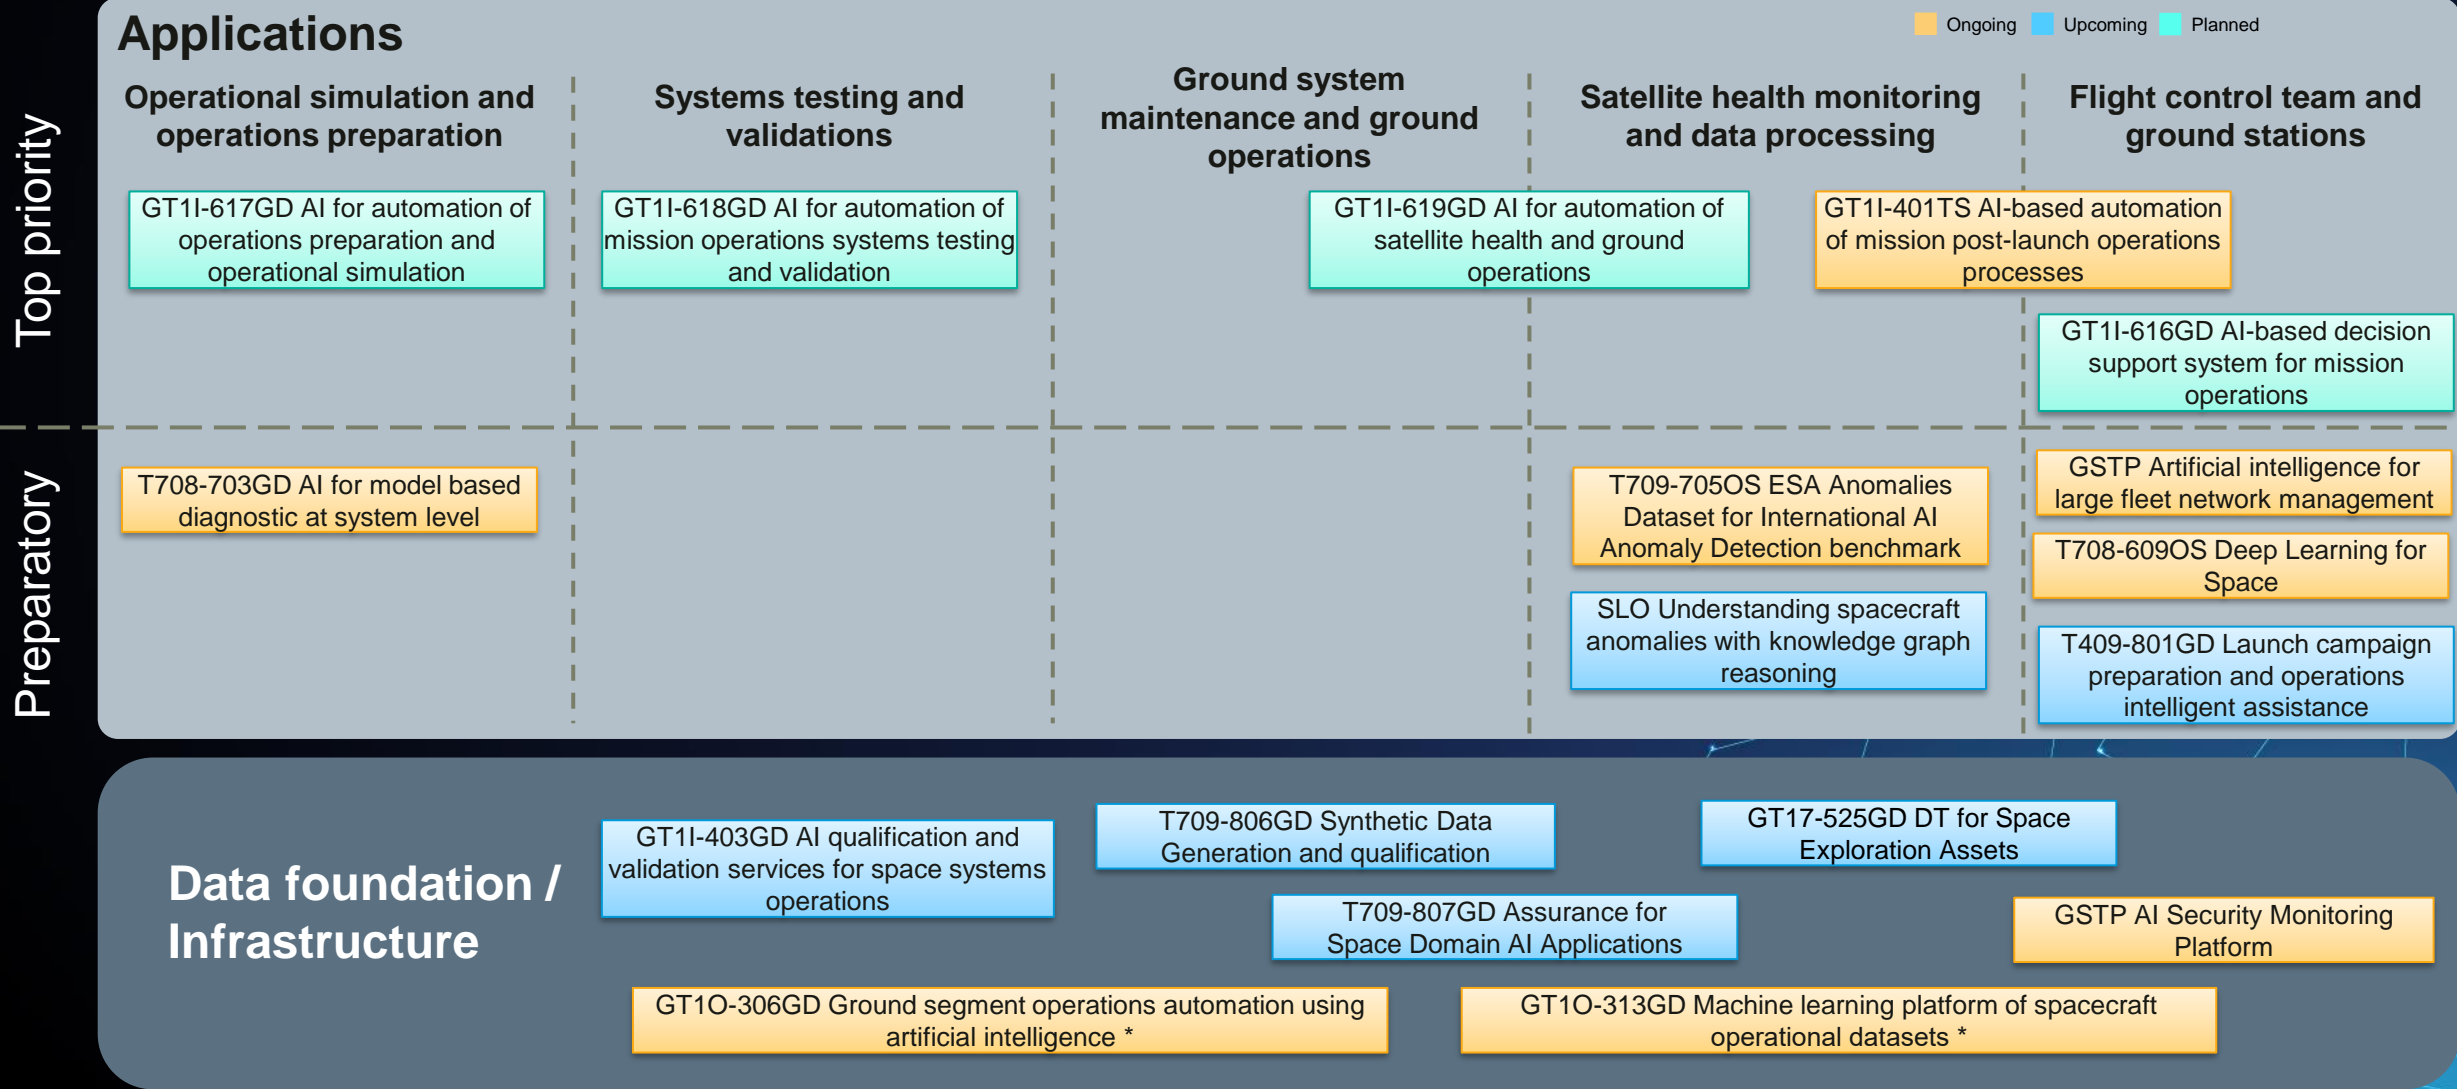 Applications
Ongoing
Upcoming
Planned
Top priority
Operational simulation and
operations preparation
Systems testing and
validations
Ground system
maintenance and ground
operations
Satellite health monitoring
and data processing
Flight control team and
ground stations
GT1I-617GD AI for automation of
operations preparation and
operational simulation
GT1I-618GD AI for automation of
mission operations systems testing
and validation
GT1I-619GD AI for automation of
satellite health and ground
operations
GT1I-401TS AI-based automation
of mission post-launch operations
processes
GT1I-616GD AI-based decision
support system for mission
operations
Preparatory
T708-703GD AI for model based
diagnostic at system level
T709-705OS ESA Anomalies
Dataset for International AI
Anomaly Detection benchmark
SLO Understanding spacecraft
anomalies with knowledge graph
reasoning
GSTP Artificial intelligence for
large fleet network management
T708-609OS Deep Learning for
Space
T409-801GD Launch campaign
preparation and operations
intelligent assistance
Data foundation /
Infrastructure
GT1I-403GD AI qualification and
validation services for space systems
operations
T709-806GD Synthetic Data
Generation and qualification
GT17-525GD DT for Space
Exploration Assets
T709-807GD Assurance for
Space Domain AI Applications
GSTP AI Security Monitoring
Platform
GT1O-306GD Ground segment operations automation using
artificial intelligence *
GT1O-313GD Machine learning platform of spacecraft
operational datasets *